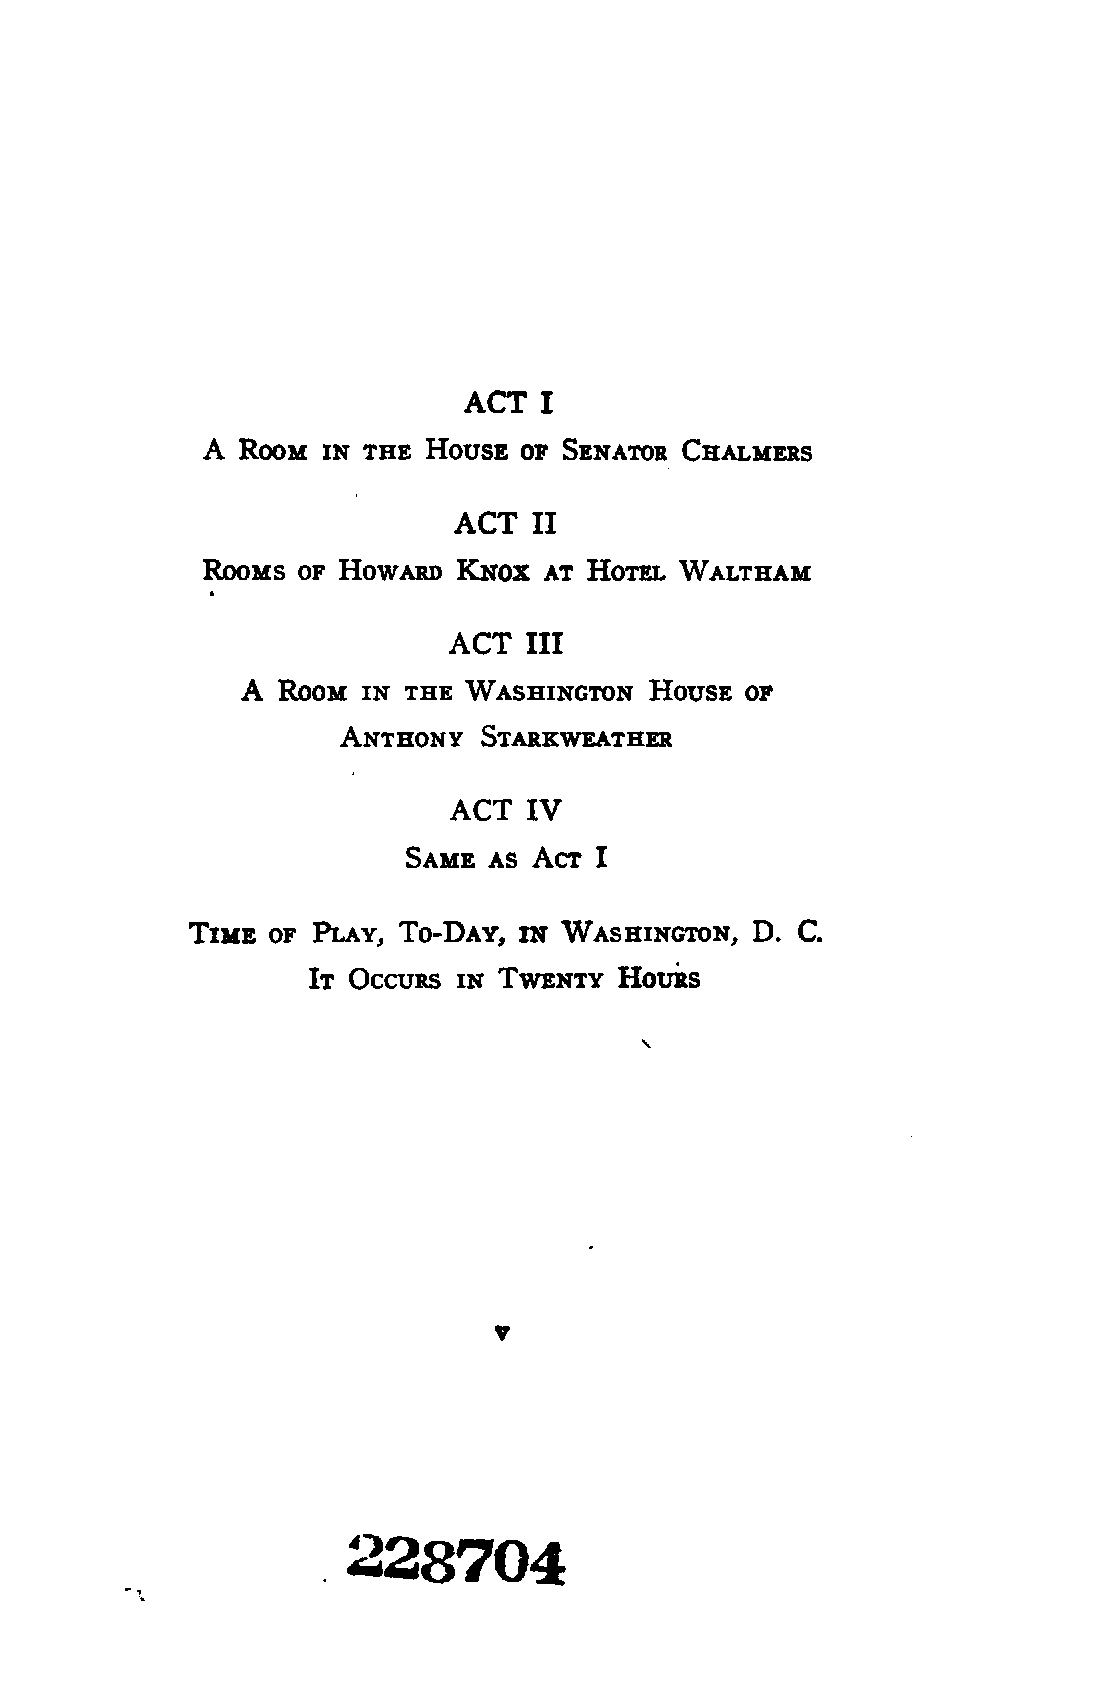 ACT I
A Room in the House of Senator Chalmers
ACT II
Rooms of Howard Knox at Hotel Waltham
ACT III
A Room in the Washington House of
Anthony Starkweather
ACT IV
Same as Act I
Time of Play, To-Day, in Washington, D. C.
It Occurs in Twenty Hours
v
228704